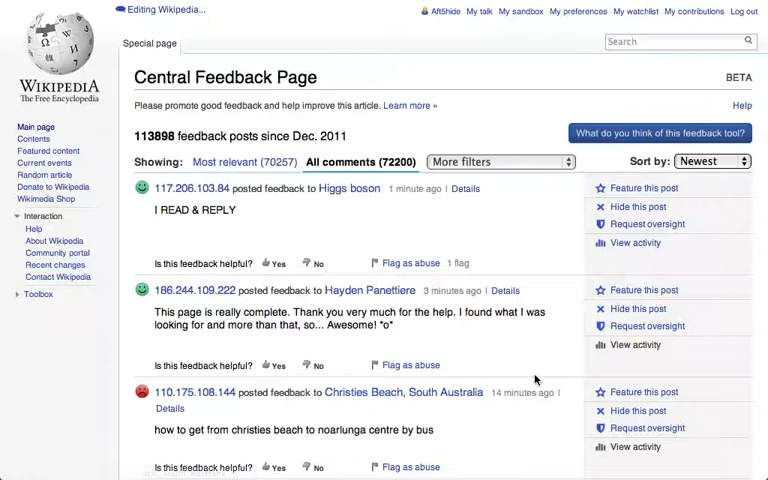 Editing Wikipedia...
Aft5hide My talk My sandbox My preferences My watchlist My contributions Log out
Special page
Search
WIKIPEDIA
The Free Encyclopedia
Main page
Contents
Featured content
Current events
Random article
Donate to Wikipedia
Wikimedia Shop
Interaction
Help
About Wikipedia
Community portal
Recent changes
Contact Wikipedia
Toolbox
Central Feedback Page
BETA
Please promote good feedback and help improve this article. Learn more »
Help
113898 feedback posts since Dec. 2011
What do you think of this feedback tool?
Showing: Most relevant (70257) All comments (72200) More filters
Sort by: Newest
117.206.103.84 posted feedback to Higgs boson 1 minute ago | Details
I READ & REPLY
Is this feedback helpful? Yes No Flag as abuse 1 flag
Feature this post
Hide this post
Request oversight
View activity
186.244.109.222 posted feedback to Hayden Panettiere 3 minutes ago | Details
This page is really complete. Thank you very much for the help. I found what I was
looking for and more than that, so... Awesome! *o*
Is this feedback helpful? Yes No Flag as abuse
Feature this post
Hide this post
Request oversight
View activity
110.175.108.144 posted feedback to Christies Beach, South Australia 14 minutes ago |
Details
how to get from christies beach to noarlunga centre by bus
Is this feedback helpful? Yes No Flag as abuse
Feature this post
Hide this post
Request oversight
View activity